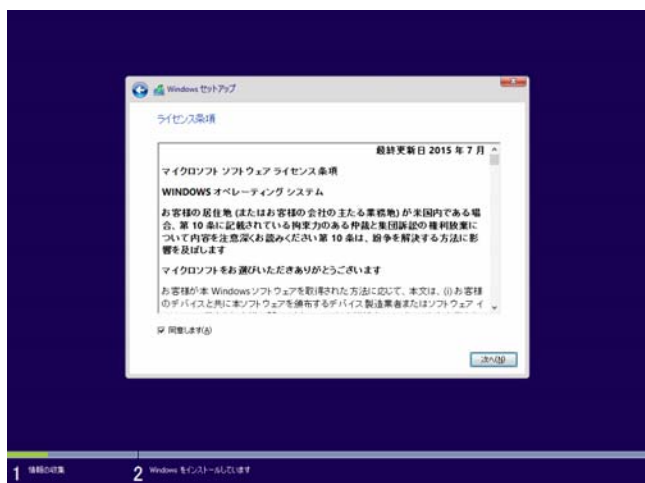 Windows セットアップ
ライセンス条項
最終更新日 2015 年 7 月
マイクロソフト ソフトウェア ライセンス条項
WINDOWS オペレーティング システム
お客様の居住地 (またはお客様の会社の主たる業務地) が米国内である場
合、第 10 条に記載されている拘束力のある仲裁と集団訴訟の権利放棄に
ついて内容を注意深くお読みください 第 10 条は、紛争を解決する方法に影
響を及ぼします
マイクロソフトをお選びいただきありがとうございます
お客様が本 Windows ソフトウェアを取得された方法に応じて、本文は、(i) お客様
のデバイスと共に本ソフトウェアを頒布するデバイス製造業者またはソフトウェア イ
同意します(A)
次へ(N)
1 情報の収集
2 Windows をインストールしています